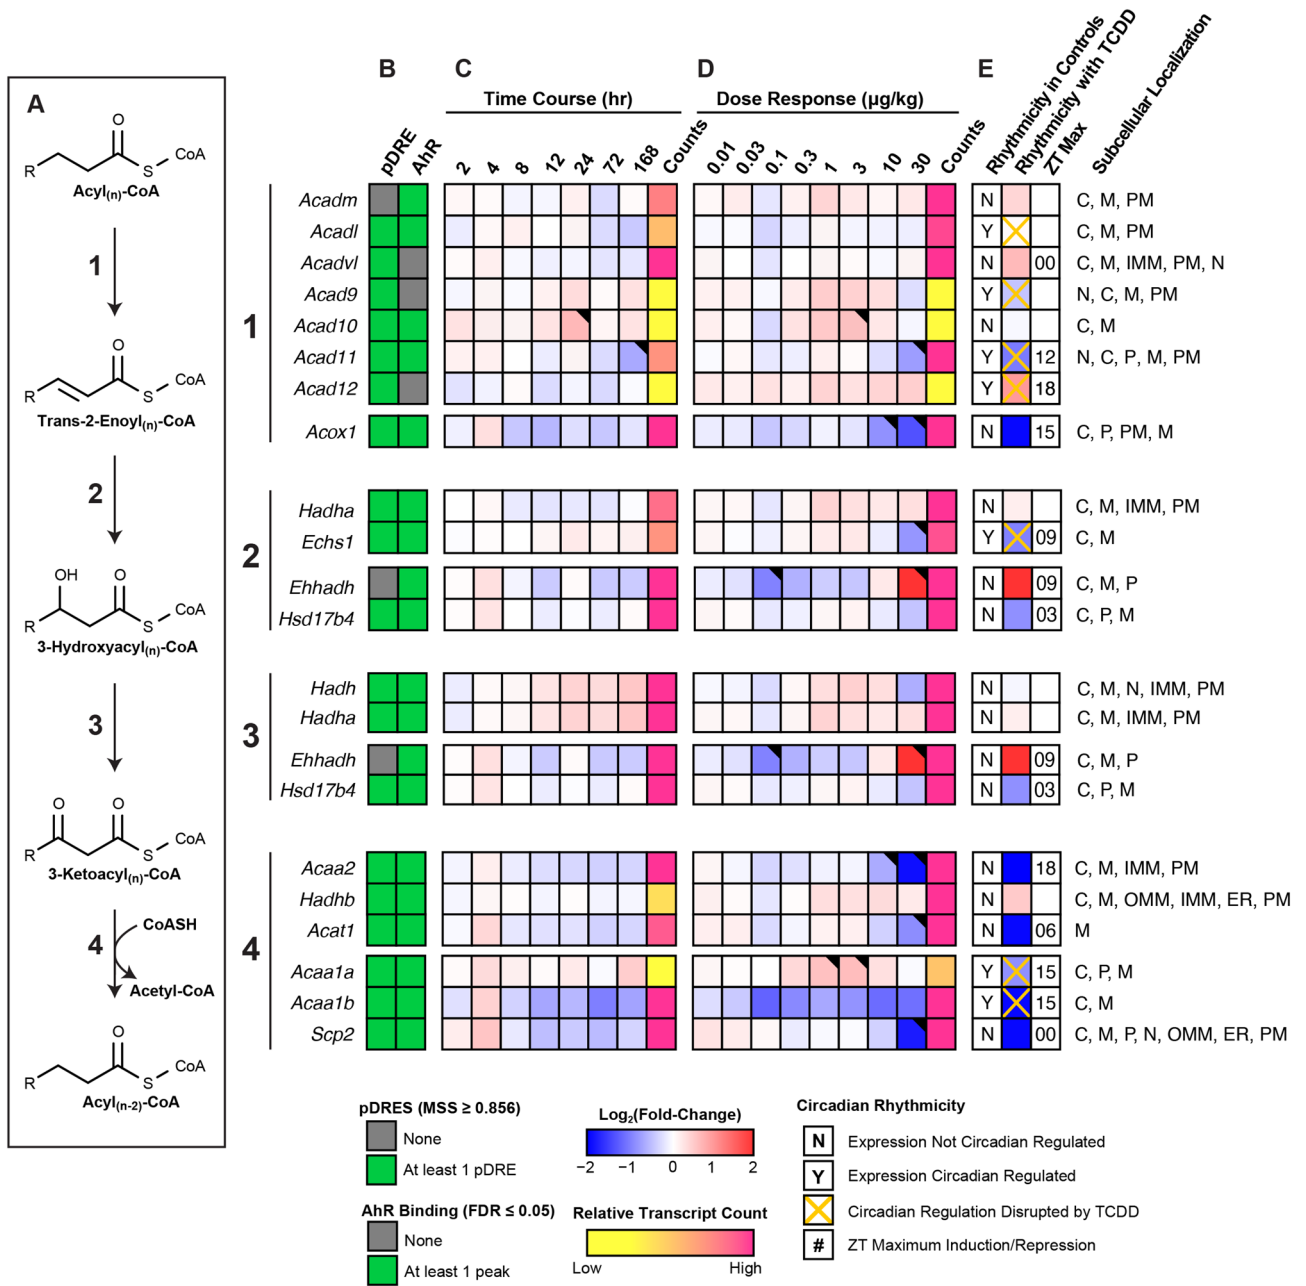 A
O
R
S
CoA
Acyl(n)-CoA
1
O
R
S
CoA
Trans-2-Enoyl(n)-CoA
2
OH
O
R
S
CoA
3-Hydroxyacyl(n)-CoA
3
O
O
R
S
CoA
3-Ketoacyl(n)-CoA
4
CoASH
Acetyl-CoA
O
R
S
CoA
Acyl(n-2)-CoA
B
pDRE
AhR
C
Time Course (hr)
2 4 8 12 24 72 168 Counts
D
Dose Response (µg/kg)
0.01 0.03 0.1 0.3 1 3 10 30 Counts
E
Rhythmicity in Controls
Rhythmicity with TCDD
ZT Max
Subcellular Localization
1
Acadm N C, M, PM
Acadl Y C, M, PM
Acadvl N 00 C, M, IMM, PM, N
Acad9 Y N, C, M, PM
Acad10 N C, M
Acad11 Y 12 N, C, P, M, PM
Acad12 Y 18
Acox1 N 15 C, P, PM, M
2
Hadha N C, M, IMM, PM
Echs1 Y 09 C, M
Ehhadh N 09 C, M, P
Hsd17b4 N 03 C, P, M
3
Hadh N C, M, N, IMM, PM
Hadha N C, M, IMM, PM
Ehhadh N 09 C, M, P
Hsd17b4 N 03 C, P, M
4
Acaa2 N 18 C, M, IMM, PM
Hadhb N C, M, OMM, IMM, ER, PM
Acat1 N 06 M
Acaa1a Y 15 C, P, M
Acaa1b Y 15 C, M
Scp2 N 00 C, M, P, N, OMM, ER, PM
pDRES (MSS ≥ 0.856)
None
At least 1 pDRE
AhR Binding (FDR ≤ 0.05)
None
At least 1 peak
Log2(Fold-Change)
−2 −1 0 1 2
Relative Transcript Count
Low High
Circadian Rhythmicity
N Expression Not Circadian Regulated
Y Expression Circadian Regulated
Circadian Regulation Disrupted by TCDD
# ZT Maximum Induction/Repression